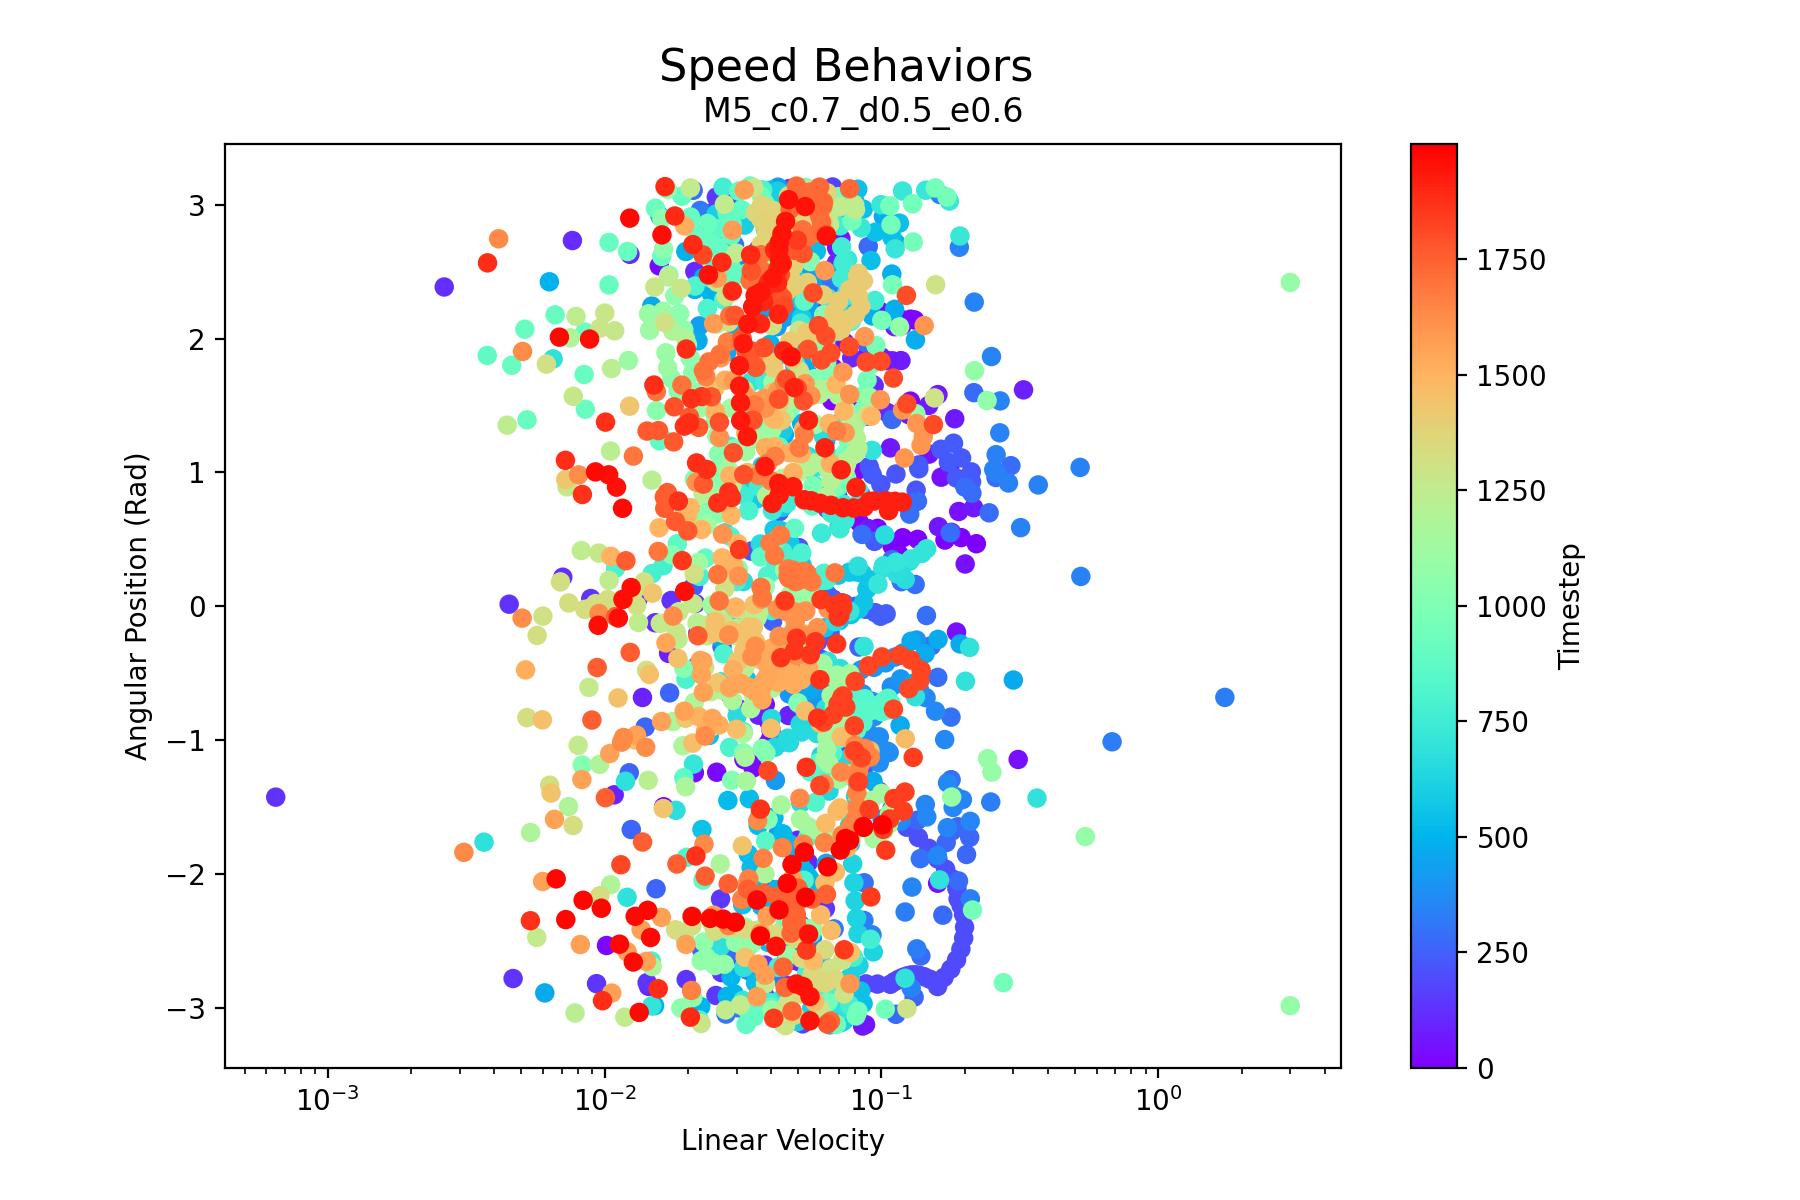 Speed Behaviors
M5_c0.7_d0.5_e0.6
Angular Position (Rad)
3
2
1
0
−1
−2
−3
10⁻³ 10⁻² 10⁻¹ 10⁰
Linear Velocity
1750
1500
1250
1000
750
500
250
0
Timestep